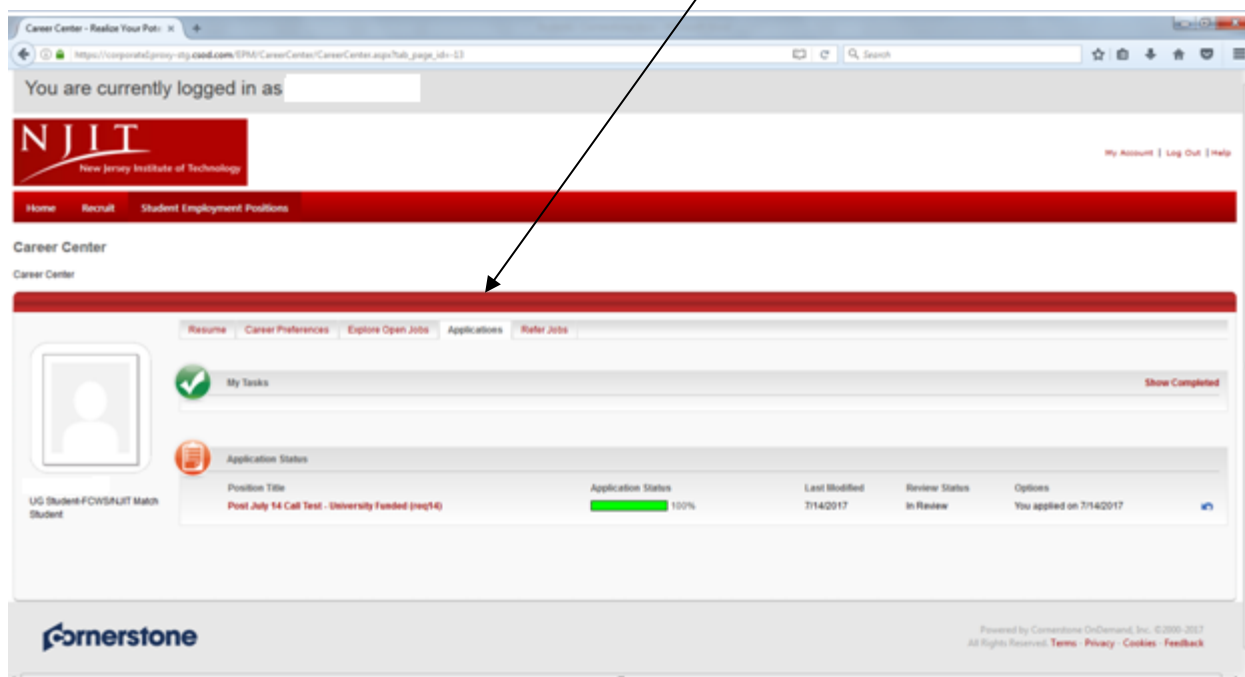 Career Center - Realize Your Pote
https://corporate2proxy-stg.csod.com/EPM/CareerCenter/CareerCenter.aspx?tab_page_id=-13
Search
You are currently logged in as
NJIT
New Jersey Institute of Technology
My Account | Log Out | Help
Home Recruit Student Employment Positions
Career Center
Career Center
Resume Career Preferences Explore Open Jobs Applications Refer Jobs
My Tasks Show Completed
Application Status
Position Title Application Status Last Modified Review Status Options
Post July 14 Call Test - University Funded (req14) 100% 7/14/2017 In Review You applied on 7/14/2017
UG Student-FCWS/NJIT Match
Student
Cornerstone
Powered by Cornerstone OnDemand, Inc. ©2000-2017
All Rights Reserved. Terms - Privacy - Cookies - Feedback